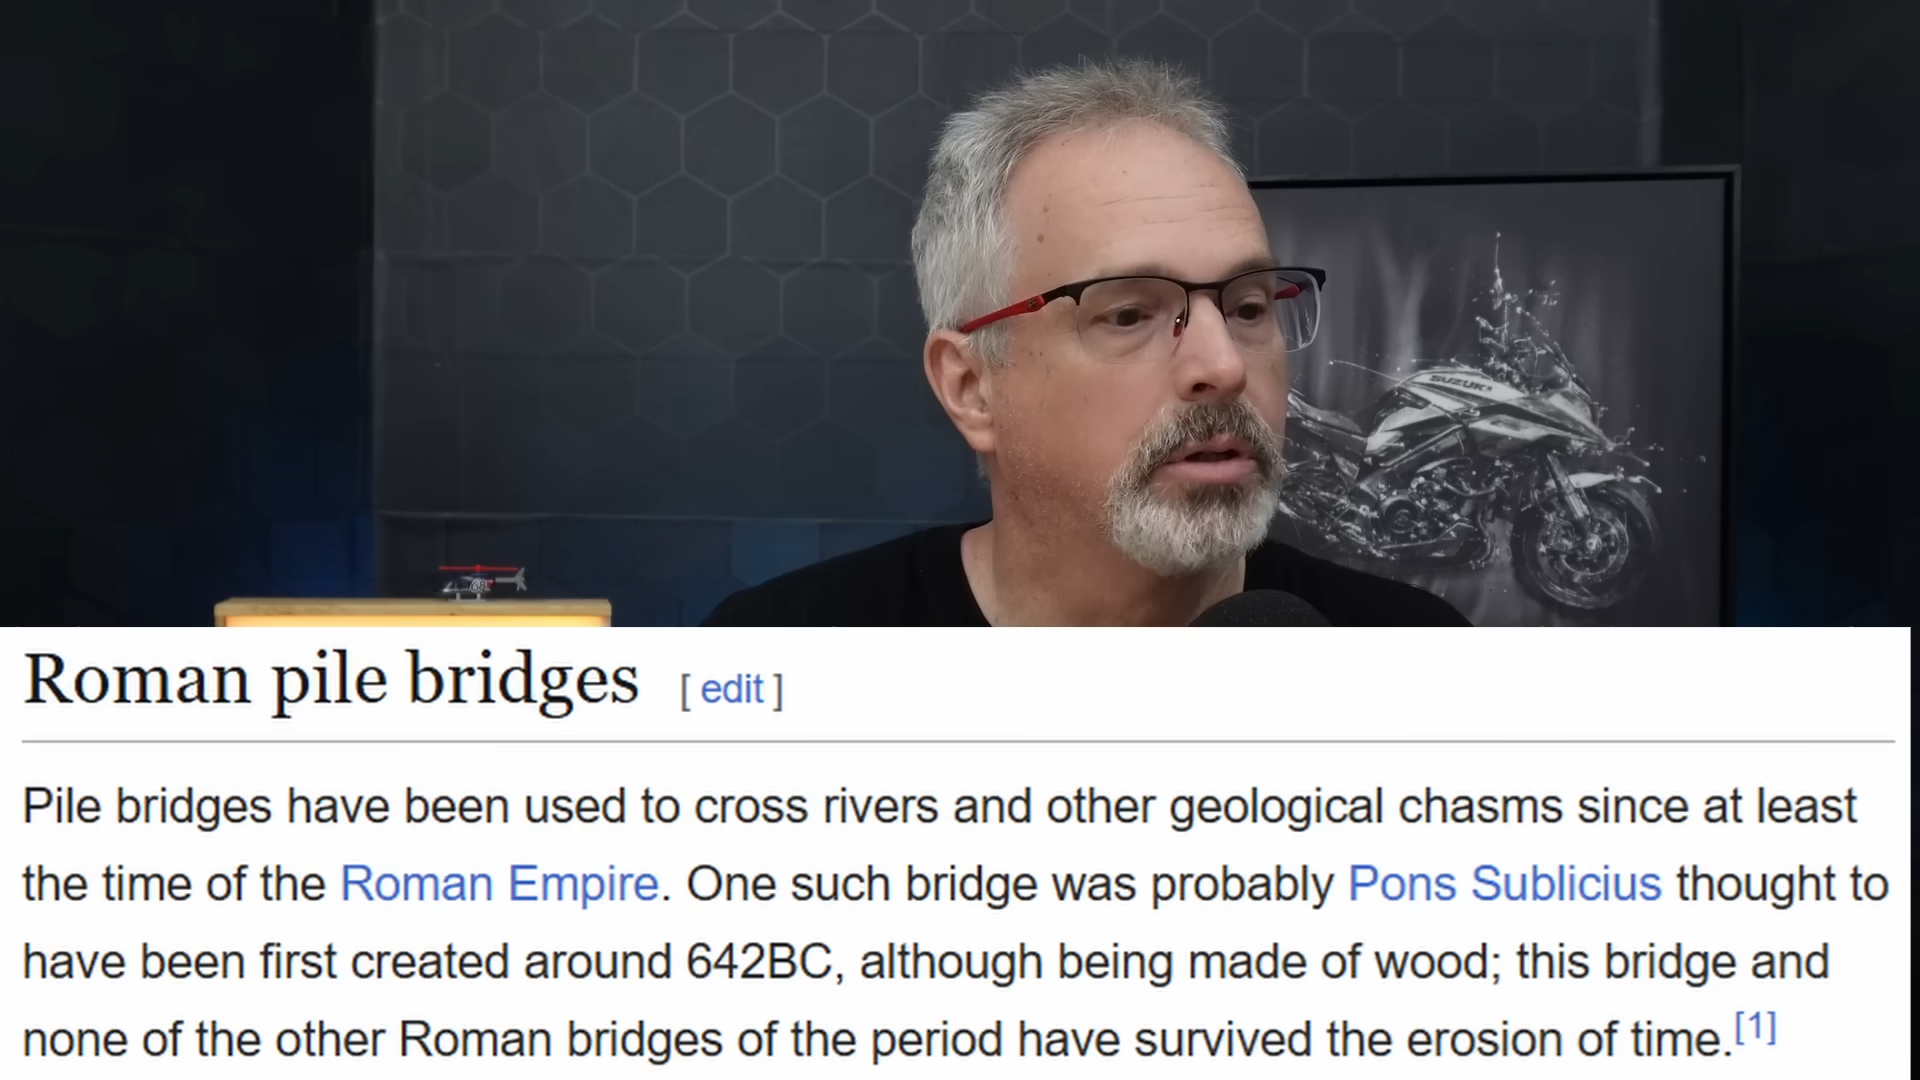 SUZUKI
Roman pile bridges [ edit ]
Pile bridges have been used to cross rivers and other geological chasms since at least
the time of the Roman Empire. One such bridge was probably Pons Sublicius thought to
have been first created around 642BC, although being made of wood; this bridge and
none of the other Roman bridges of the period have survived the erosion of time.[1]